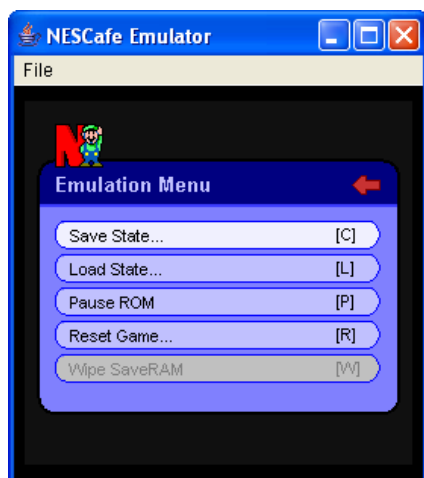 NESCafe Emulator
File
N
Emulation Menu
Save State... [C]
Load State... [L]
Pause ROM [P]
Reset Game... [R]
Wipe SaveRAM [W]